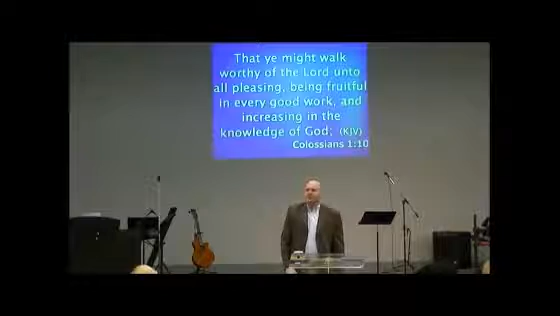 That ye might walk
worthy of the Lord unto
all pleasing, being fruitful
in every good work, and
increasing in the
knowledge of God; (KJV)
Colossians 1:10